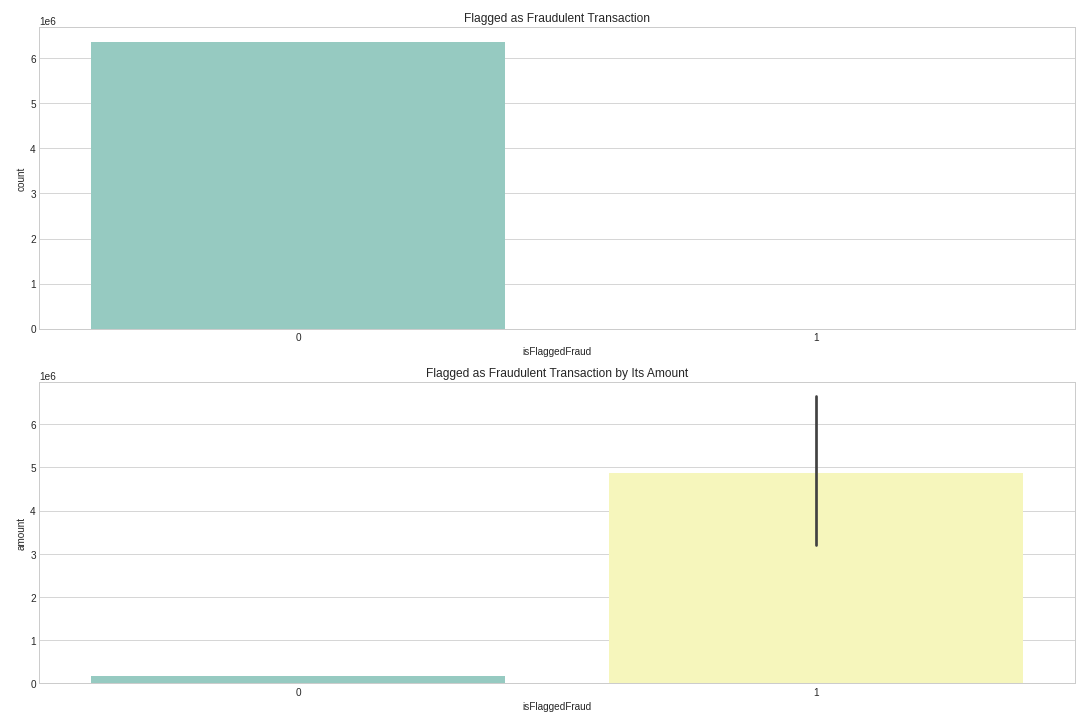 Flagged as Fraudulent Transaction
1e6
6
5
4
3
2
1
0
count
0 1
isFlaggedFraud
Flagged as Fraudulent Transaction by Its Amount
1e6
6
5
4
3
2
1
0
amount
0 1
isFlaggedFraud